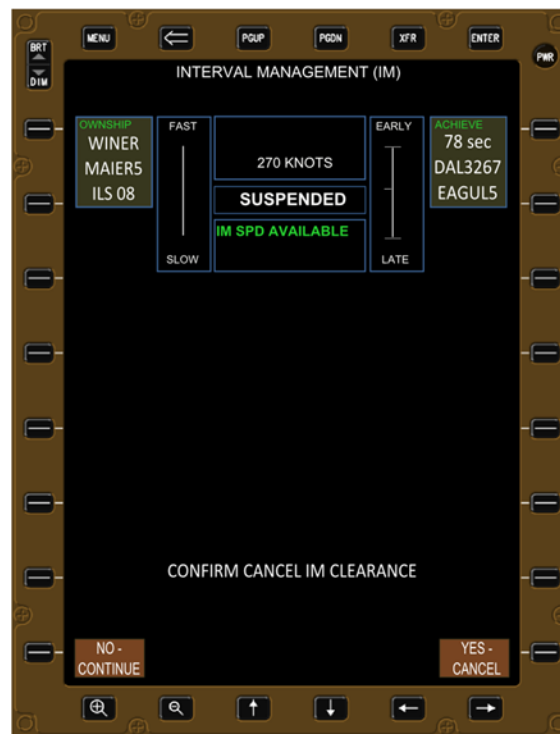 MENU
PGUP
PGDN
XFR
ENTER
BRT
DIM
PWR
INTERVAL MANAGEMENT (IM)
OWNSHIP
WINER
MAIER5
ILS 08
FAST
SLOW
270 KNOTS
SUSPENDED
IM SPD AVAILABLE
EARLY
LATE
ACHIEVE
78 sec
DAL3267
EAGUL5
CONFIRM CANCEL IM CLEARANCE
NO -
CONTINUE
YES -
CANCEL